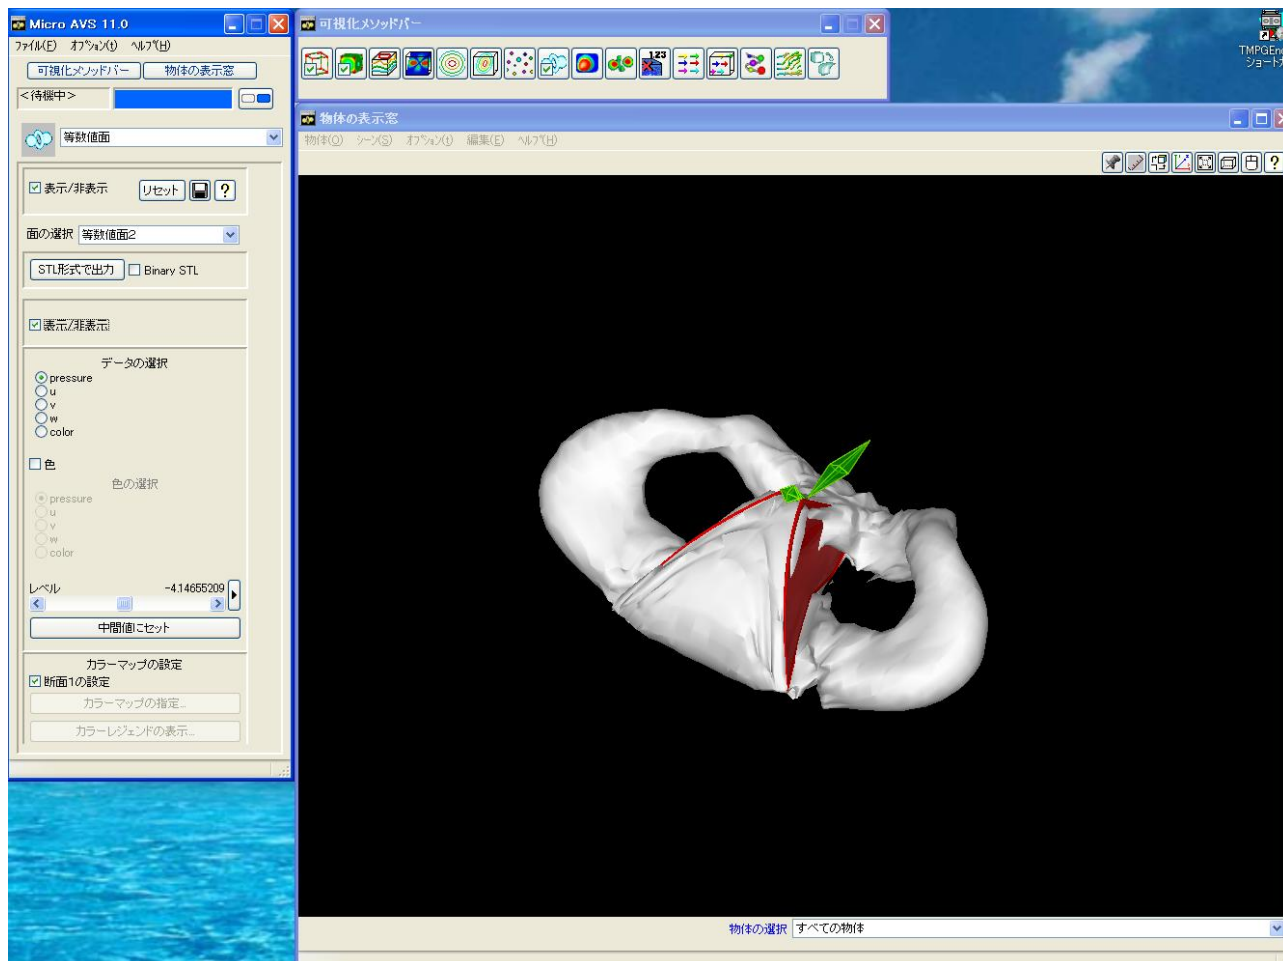 Micro AVS 11.0
ファイル(F) オプション(t) ヘルプ(H)
可視化メソッドバー 物体の表示窓
<待機中>
等数値面
表示/非表示 リセット ?
面の選択 等数値面2
STL形式で出力 Binary STL
表示/非表示
データの選択
pressure
u
v
w
color
色
色の選択
pressure
u
v
w
color
レベル -4.14655209
中間値にセット
カラーマップの設定
断面1の設定
カラーマップの指定...
カラーレジェンドの表示...
可視化メソッドバー
123
物体の表示窓
物体(O) シーン(S) オプション(t) 編集(E) ヘルプ(H)
?
物体の選択 すべての物体
TMPGEnc